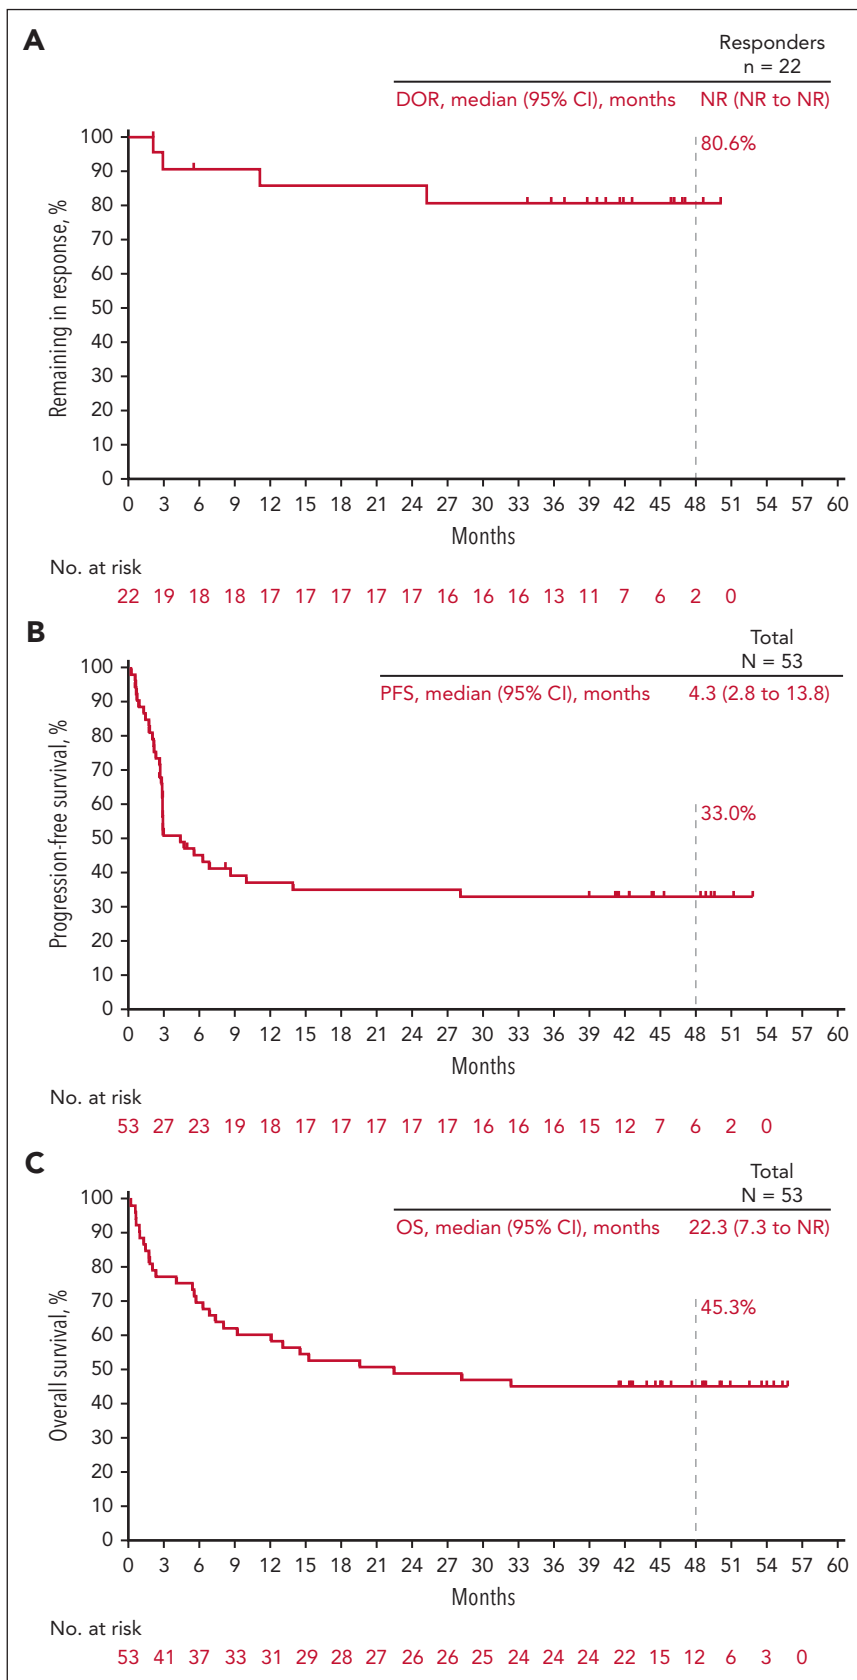 A
Responders
n = 22
DOR, median (95% CI), months NR (NR to NR)
80.6%
100
90
80
70
60
50
40
30
20
10
0
Remaining in response, %
0 3 6 9 12 15 18 21 24 27 30 33 36 39 42 45 48 51 54 57 60
Months
No. at risk
22 19 18 18 17 17 17 17 17 16 16 16 13 11 7 6 2 0
B
Total
N = 53
PFS, median (95% CI), months 4.3 (2.8 to 13.8)
33.0%
100
90
80
70
60
50
40
30
20
10
0
Progression-free survival, %
0 3 6 9 12 15 18 21 24 27 30 33 36 39 42 45 48 51 54 57 60
Months
No. at risk
53 27 23 19 18 17 17 17 17 17 16 16 16 15 12 7 6 2 0
C
Total
N = 53
OS, median (95% CI), months 22.3 (7.3 to NR)
45.3%
100
90
80
70
60
50
40
30
20
10
0
Overall survival, %
0 3 6 9 12 15 18 21 24 27 30 33 36 39 42 45 48 51 54 57 60
Months
No. at risk
53 41 37 33 31 29 28 27 26 26 25 24 24 24 22 15 12 6 3 0